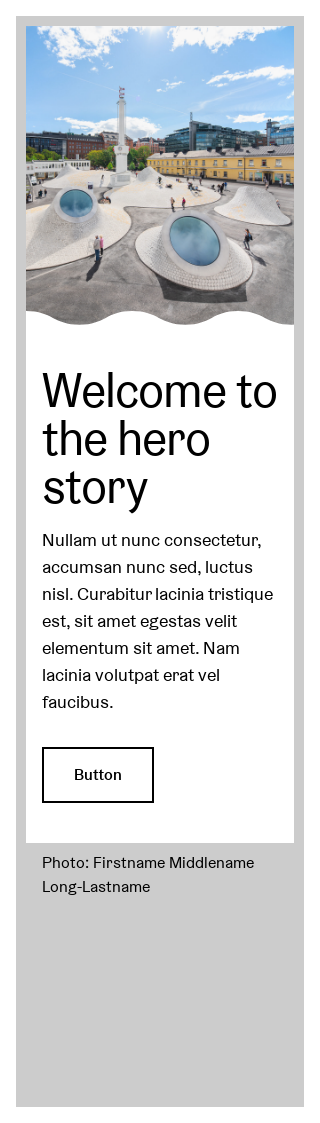 Welcome to
the hero
story
Nullam ut nunc consectetur,
accumsan nunc sed, luctus
nisl. Curabitur lacinia tristique
est, sit amet egestas velit
elementum sit amet. Nam
lacinia volutpat erat vel
faucibus.
Button
Photo: Firstname Middlename
Long-Lastname